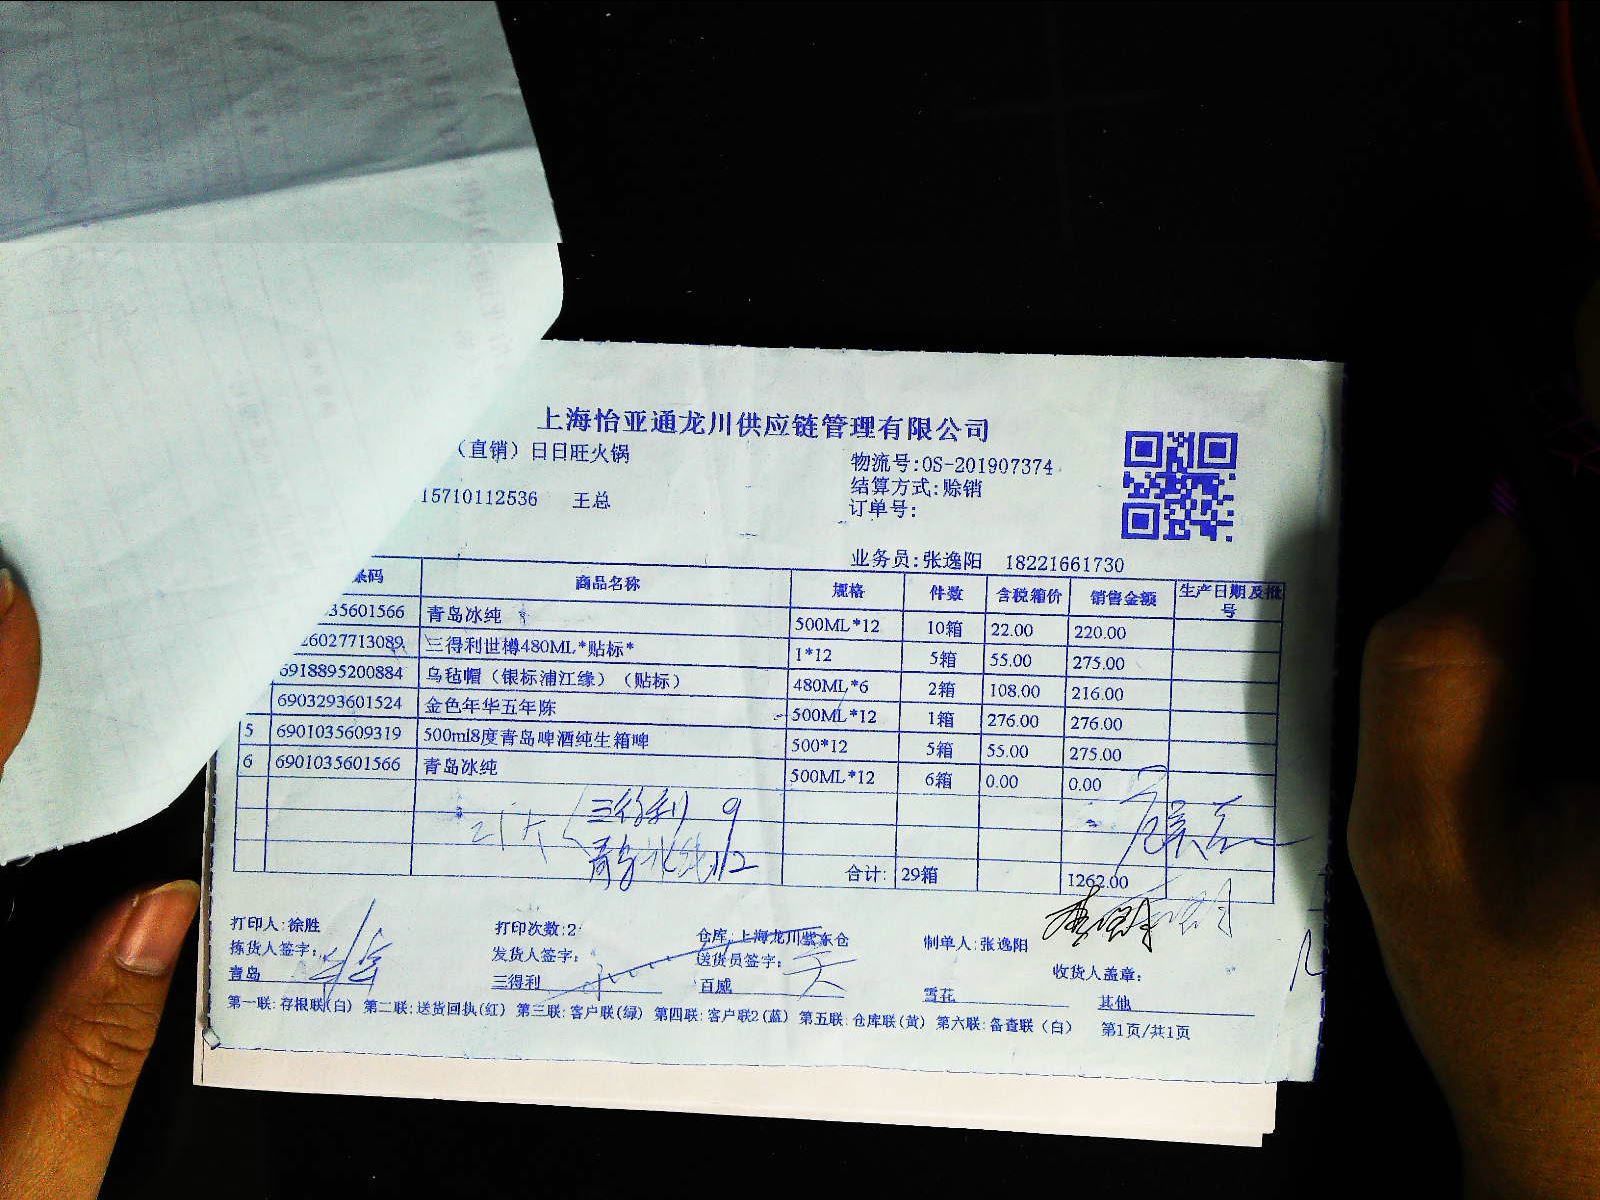 上海怡亚通龙川供应链管理有限公司
（直销）日日旺火锅
物流号:OS-201907374
结算方式:赊销
15710112536 王总
订单号:
业务员:张逸阳 18221661730
条码 商品名称 规格 件数 含税箱价 销售金额 生产日期及批号
35601566 青岛冰纯 500ML*12 10箱 22.00 220.00
26027713089 三得利世樽480ML*贴标* 1*12 5箱 55.00 275.00
6918895200884 乌毡帽（银标浦江缘）（贴标） 480ML*6 2箱 108.00 216.00
6903293601524 金色年华五年陈 500ML*12 1箱 276.00 276.00
5 6901035609319 500ml8度青岛啤酒纯生箱啤 500*12 5箱 55.00 275.00
6 6901035601566 青岛冰纯 500ML*12 6箱 0.00 0.00
三得利 9
青岛冰纯 12
合计: 29箱 1262.00
打印人:徐胜 打印次数:2 仓库:上海龙川紫东仓 制单人:张逸阳
拣货人签字: 发货人签字: 送货员签字: 收货人盖章:
青岛 三得利 百威 雪花 其他
第一联:存根联(白) 第二联:送货回执(红) 第三联:客户联(绿) 第四联:客户联2(蓝) 第五联:仓库联(黄) 第六联:备查联（白） 第1页/共1页